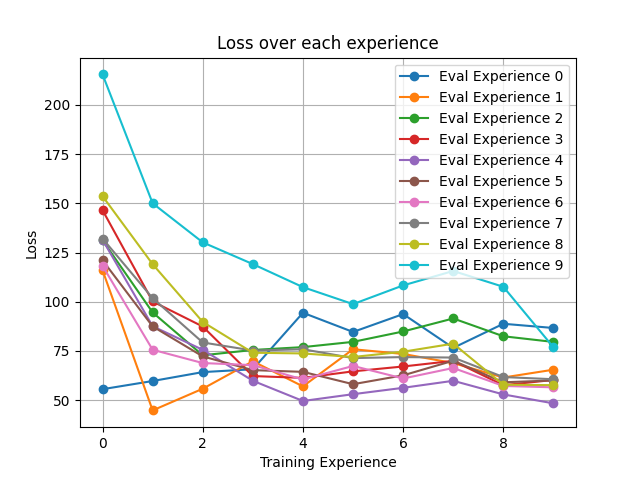 Loss over each experience
Loss
200
175
150
125
100
75
50
0
2
4
6
8
Training Experience
Eval Experience 0
Eval Experience 1
Eval Experience 2
Eval Experience 3
Eval Experience 4
Eval Experience 5
Eval Experience 6
Eval Experience 7
Eval Experience 8
Eval Experience 9